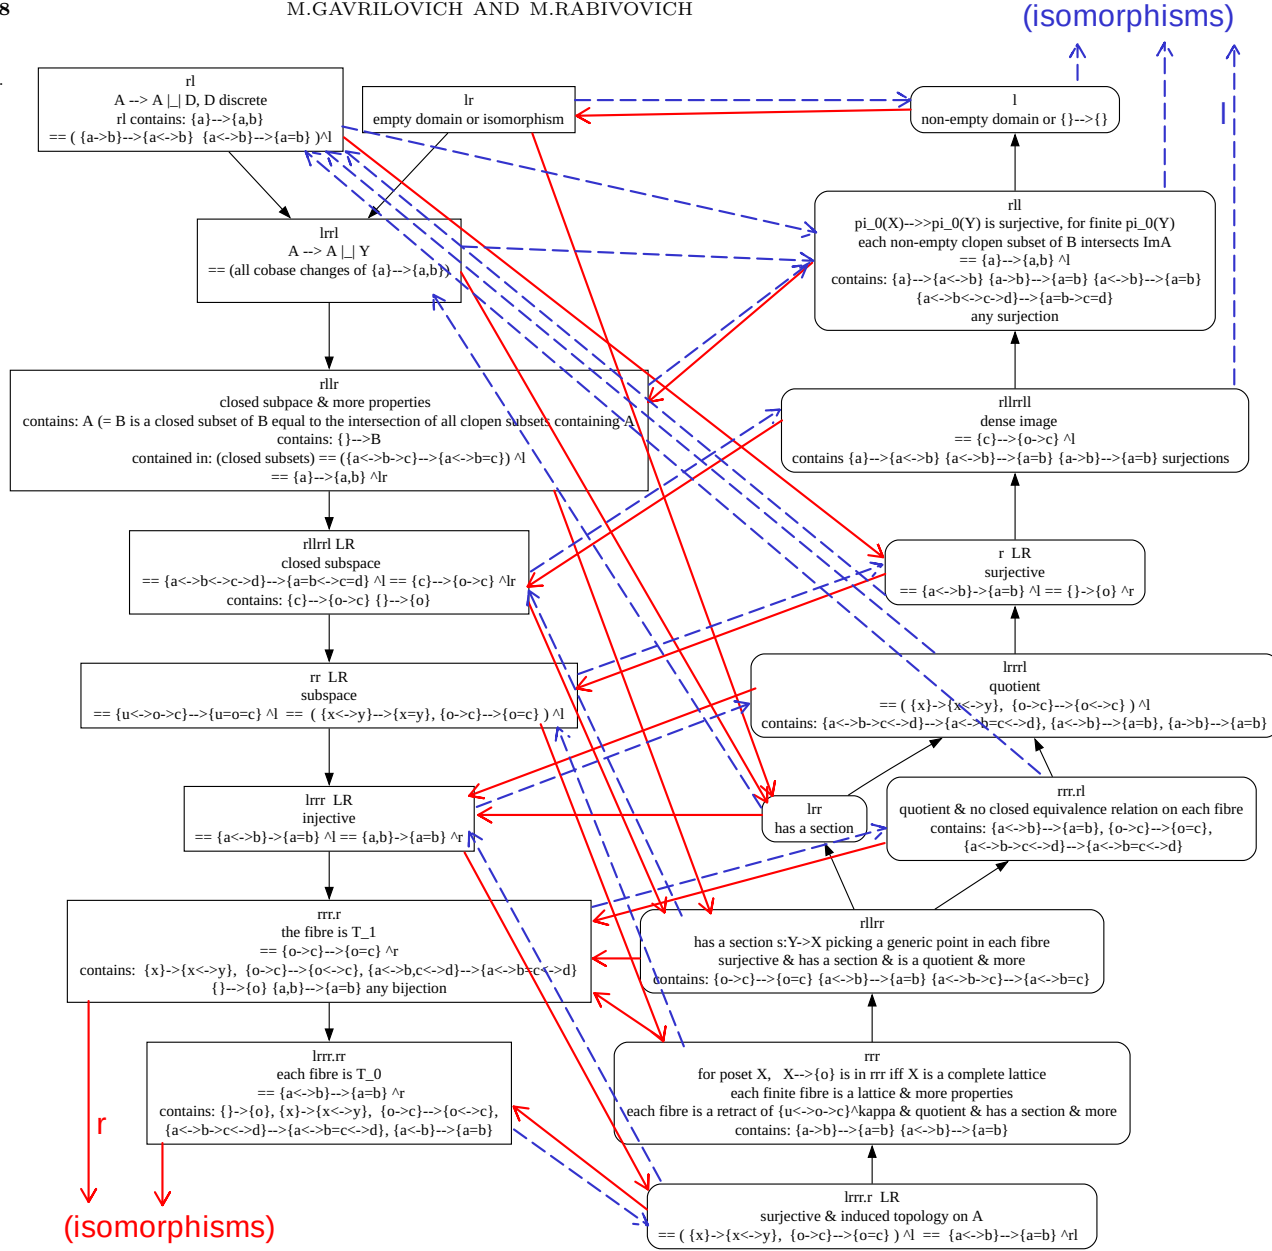 8
M.GAVRILOVICH AND M.RABIVOVICH
(isomorphisms)
.
rl
A --> A |_| D, D discrete
rl contains: {a}-->{a,b}
== ( {a->b}-->{a<->b}  {a<->b}-->{a=b} )^l
lr
empty domain or isomorphism
l
non-empty domain or {}-->{}
l
lrrl
A --> A |_| Y
== (all cobase changes of {a}-->{a,b})
rll
pi_0(X)-->>pi_0(Y) is surjective, for finite pi_0(Y)
each non-empty clopen subset of B intersects ImA
== {a}-->{a,b} ^l
contains: {a}-->{a<->b} {a->b}-->{a=b} {a<->b}-->{a=b}
{a<->b<->c->d}-->{a=b->c=d}
any surjection
rllr
closed subpace & more properties
contains: A (= B is a closed subset of B equal to the intersection of all clopen subsets containing A
contains: {}-->B
contained in: (closed subsets) == ({a<->b->c}-->{a<->b=c}) ^l
== {a}-->{a,b} ^lr
rllrrll
dense image
== {c}-->{o->c} ^l
contains {a}-->{a<->b} {a<->b}-->{a=b} {a->b}-->{a=b} surjections
rllrrl LR
closed subspace
== {a<->b<->c->d}-->{a=b<->c=d} ^l == {c}-->{o->c} ^lr
contains: {c}-->{o->c} {}-->{o}
r LR
surjective
== {a<->b}->{a=b} ^l == {}->{o} ^r
rr LR
subspace
== {u<->o->c}-->{u=o=c} ^l  ==  ( {x<->y}-->{x=y}, {o->c}-->{o=c} ) ^l
lrrrl
quotient
== ( {x}->{x<->y},  {o->c}-->{o<->c} ) ^l
contains: {a<->b->c<->d}-->{a<->b=c<->d}, {a<->b}-->{a=b}, {a->b}-->{a=b}
lrrr LR
injective
== {a<->b}->{a=b} ^l == {a,b}->{a=b} ^r
lrr
has a section
rrr.rl
quotient & no closed equivalence relation on each fibre
contains: {a<->b}-->{a=b}, {o->c}-->{o=c},
{a<->b->c<->d}-->{a<->b=c<->d}
rrr.r
the fibre is T_1
== {o->c}-->{o=c} ^r
contains:  {x}->{x<->y},  {o->c}-->{o<->c}, {a<->b,c<->d}-->{a<->b=c<->d}
{}-->{o} {a,b}-->{a=b} any bijection
rllrr
has a section s:Y->X picking a generic point in each fibre
surjective & has a section & is a quotient & more
contains: {o->c}-->{o=c} {a<->b}-->{a=b} {a<->b->c}-->{a<->b=c}
lrrr.rr
each fibre is T_0
== {a<->b}-->{a=b} ^r
contains: {}->{o}, {x}->{x<->y},  {o->c}-->{o<->c},
{a<->b->c<->d}-->{a<->b=c<->d}, {a<-b}-->{a=b}
rrr
for poset X,   X-->{o} is in rrr iff X is a complete lattice
each finite fibre is a lattice & more properties
each fibre is a retract of {u<->o->c}^kappa & quotient & has a section & more
contains: {a->b}-->{a=b} {a<->b}-->{a=b}
r
lrrr.r  LR
surjective & induced topology on A
== ( {x}->{x<->y},  {o->c}-->{o=c} ) ^l  ==  {a<->b}-->{a=b} ^rl
(isomorphisms)